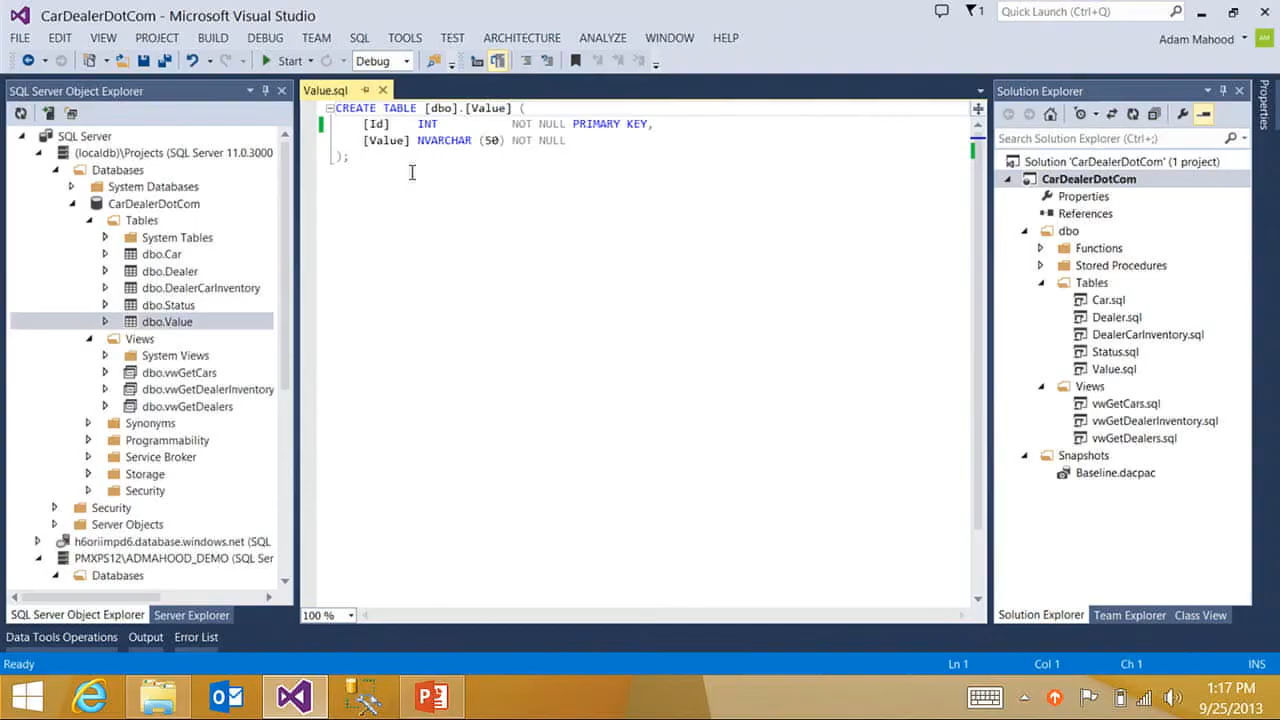 CarDealerDotCom - Microsoft Visual Studio
1
Quick Launch (Ctrl+Q)
FILE EDIT VIEW PROJECT BUILD DEBUG TEAM SQL TOOLS TEST ARCHITECTURE ANALYZE WINDOW HELP
Adam Mahood
AM
Start
Debug
SQL Server Object Explorer
SQL Server
(localdb)\Projects (SQL Server 11.0.3000
Databases
System Databases
CarDealerDotCom
Tables
System Tables
dbo.Car
dbo.Dealer
dbo.DealerCarInventory
dbo.Status
dbo.Value
Views
System Views
dbo.vwGetCars
dbo.vwGetDealerInventory
dbo.vwGetDealers
Synonyms
Programmability
Service Broker
Storage
Security
Security
Server Objects
h6oriimpd6.database.windows.net (SQL
PMXPS12\ADMAHOOD_DEMO (SQL Ser
Databases
SQL Server Object Explorer Server Explorer
Value.sql
CREATE TABLE [dbo].[Value] (
[Id] INT NOT NULL PRIMARY KEY,
[Value] NVARCHAR (50) NOT NULL
);
100 %
Solution Explorer
Search Solution Explorer (Ctrl+;)
Solution 'CarDealerDotCom' (1 project)
CarDealerDotCom
Properties
References
dbo
Functions
Stored Procedures
Tables
Car.sql
Dealer.sql
DealerCarInventory.sql
Status.sql
Value.sql
Views
vwGetCars.sql
vwGetDealerInventory.sql
vwGetDealers.sql
Snapshots
Baseline.dacpac
Solution Explorer Team Explorer Class View
Properties
Data Tools Operations Output Error List
Ready Ln 1 Col 1 Ch 1 INS
1:17 PM
9/25/2013